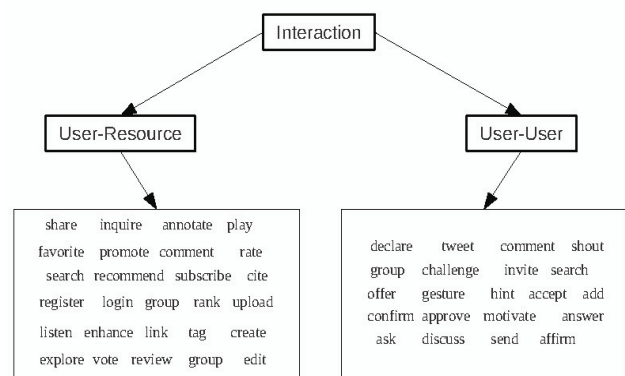 Interaction
User-Resource
User-User
share inquire annotate play
favorite promote comment rate
search recommend subscribe cite
register login group rank upload
listen enhance link tag create
explore vote review group edit
declare tweet comment shout
group challenge invite search
offer gesture hint accept add
confirm approve motivate answer
ask discuss send affirm